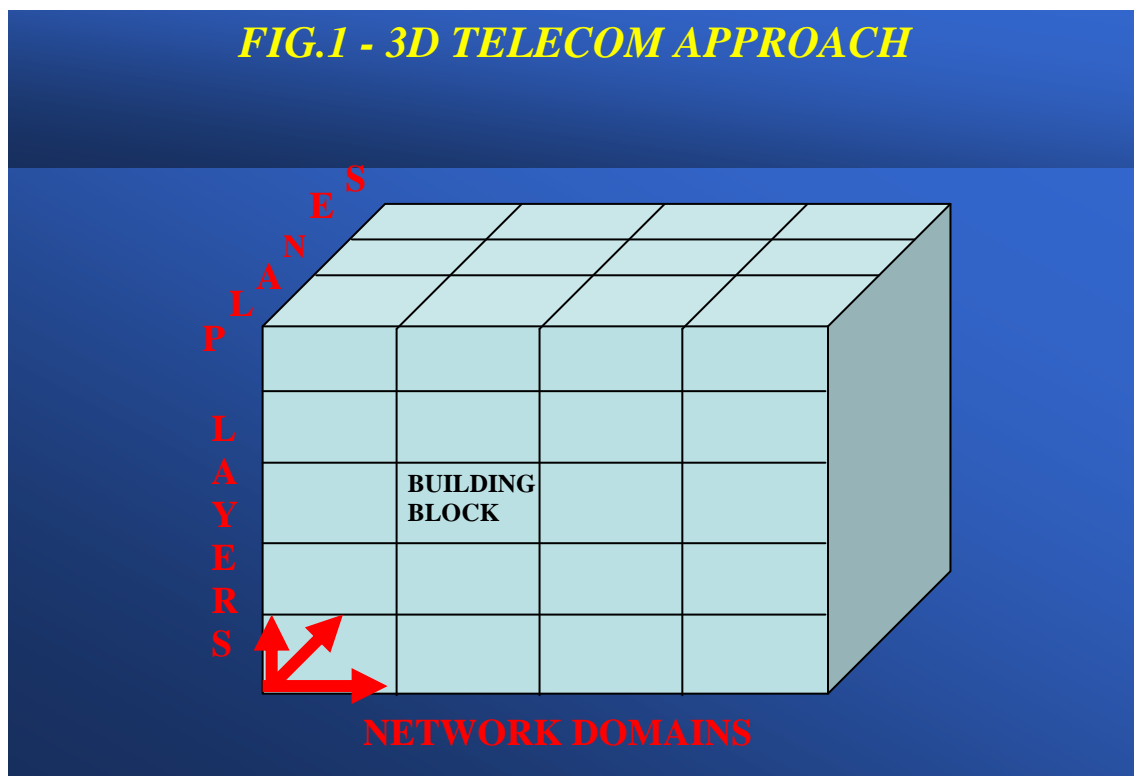 FIG.1 - 3D TELECOM APPROACH
PLANES
LAYERS
BUILDING
BLOCK
NETWORK DOMAINS